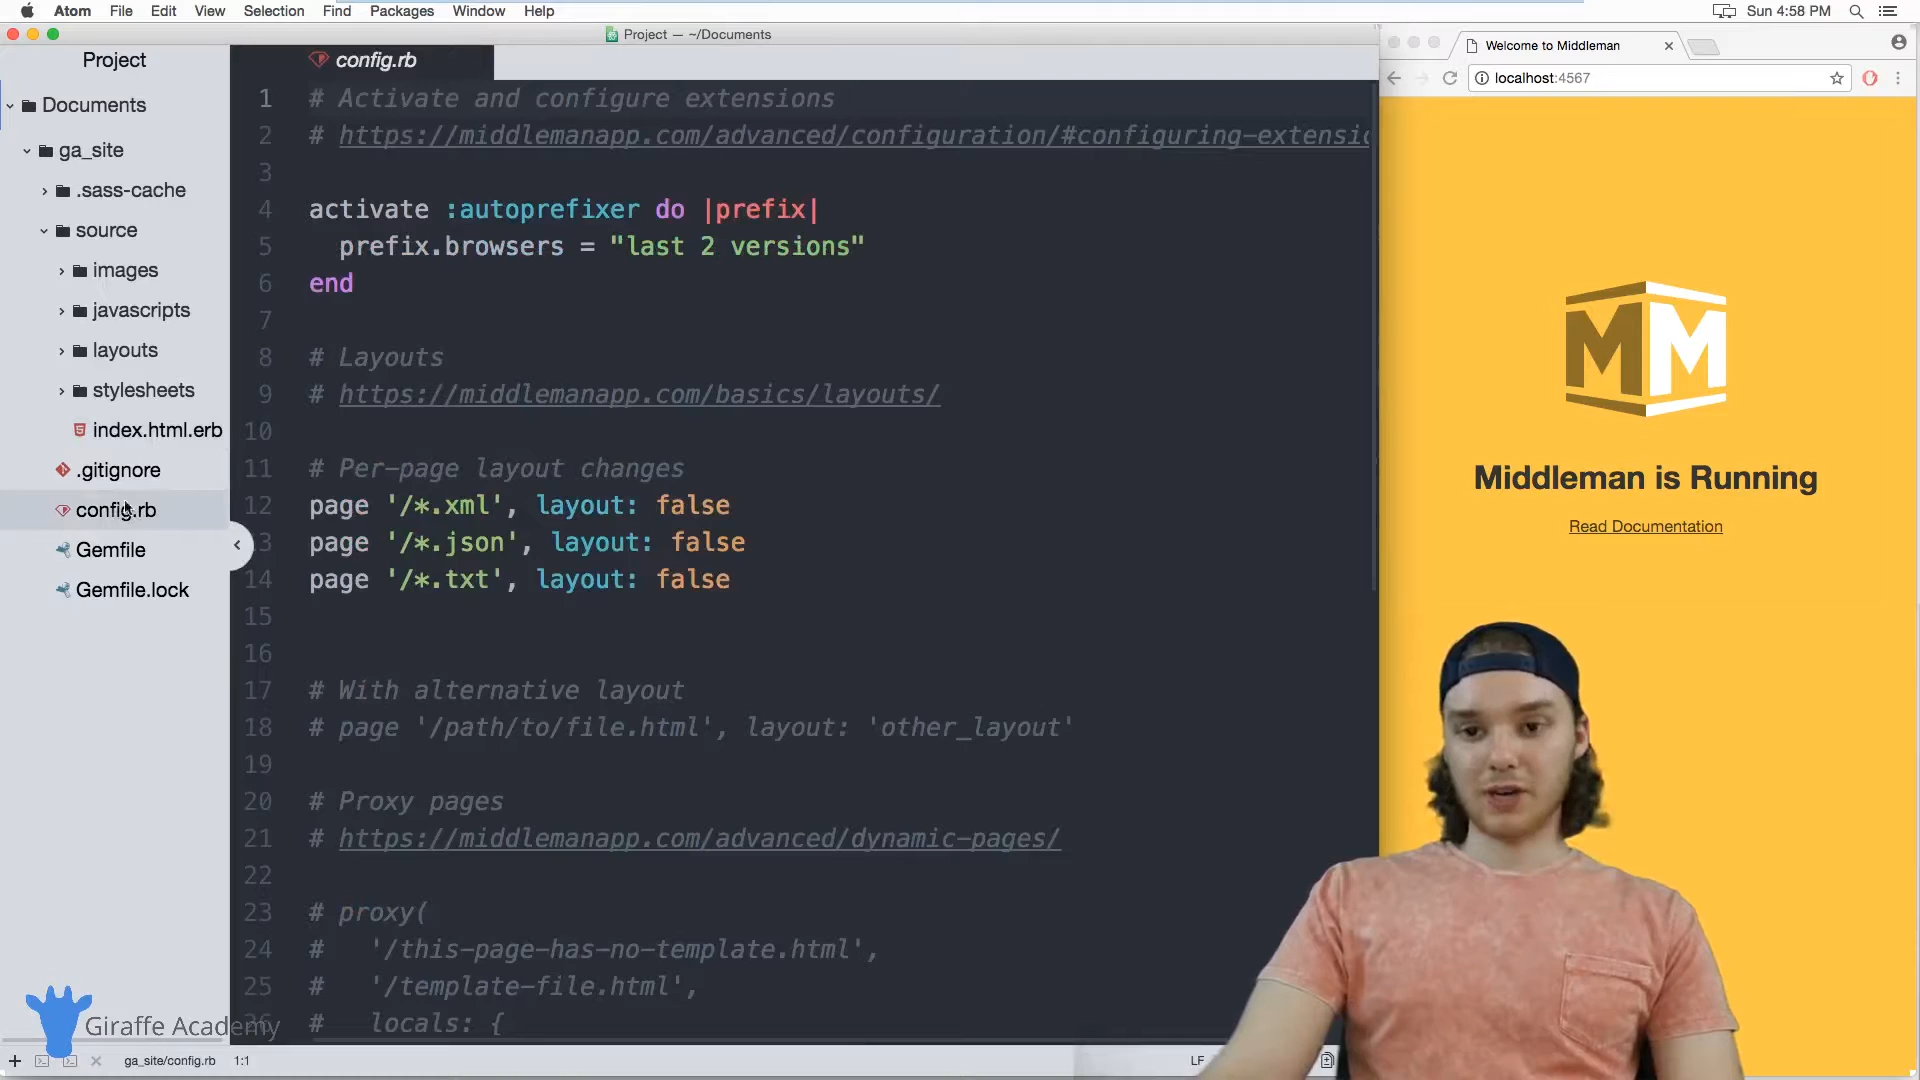 Atom File Edit View Selection Find Packages Window Help Sun 4:58 PM
Project — ~/Documents
Project
Documents
ga_site
.sass-cache
source
images
javascripts
layouts
stylesheets
index.html.erb
.gitignore
config.rb
Gemfile
Gemfile.lock
config.rb
1 # Activate and configure extensions
2 # https://middlemanapp.com/advanced/configuration/#configuring-extensio
3
4 activate :autoprefixer do |prefix|
5 prefix.browsers = "last 2 versions"
6 end
7
8 # Layouts
9 # https://middlemanapp.com/basics/layouts/
10
11 # Per-page layout changes
12 page '/*.xml', layout: false
13 page '/*.json', layout: false
14 page '/*.txt', layout: false
15
16
17 # With alternative layout
18 # page '/path/to/file.html', layout: 'other_layout'
19
20 # Proxy pages
21 # https://middlemanapp.com/advanced/dynamic-pages/
22
23 # proxy(
24 # '/this-page-has-no-template.html',
25 # '/template-file.html',
26 # locals: {
Giraffe Academy
ga_site/config.rb 1:1 LF
Welcome to Middleman
localhost:4567
MM
Middleman is Running
Read Documentation